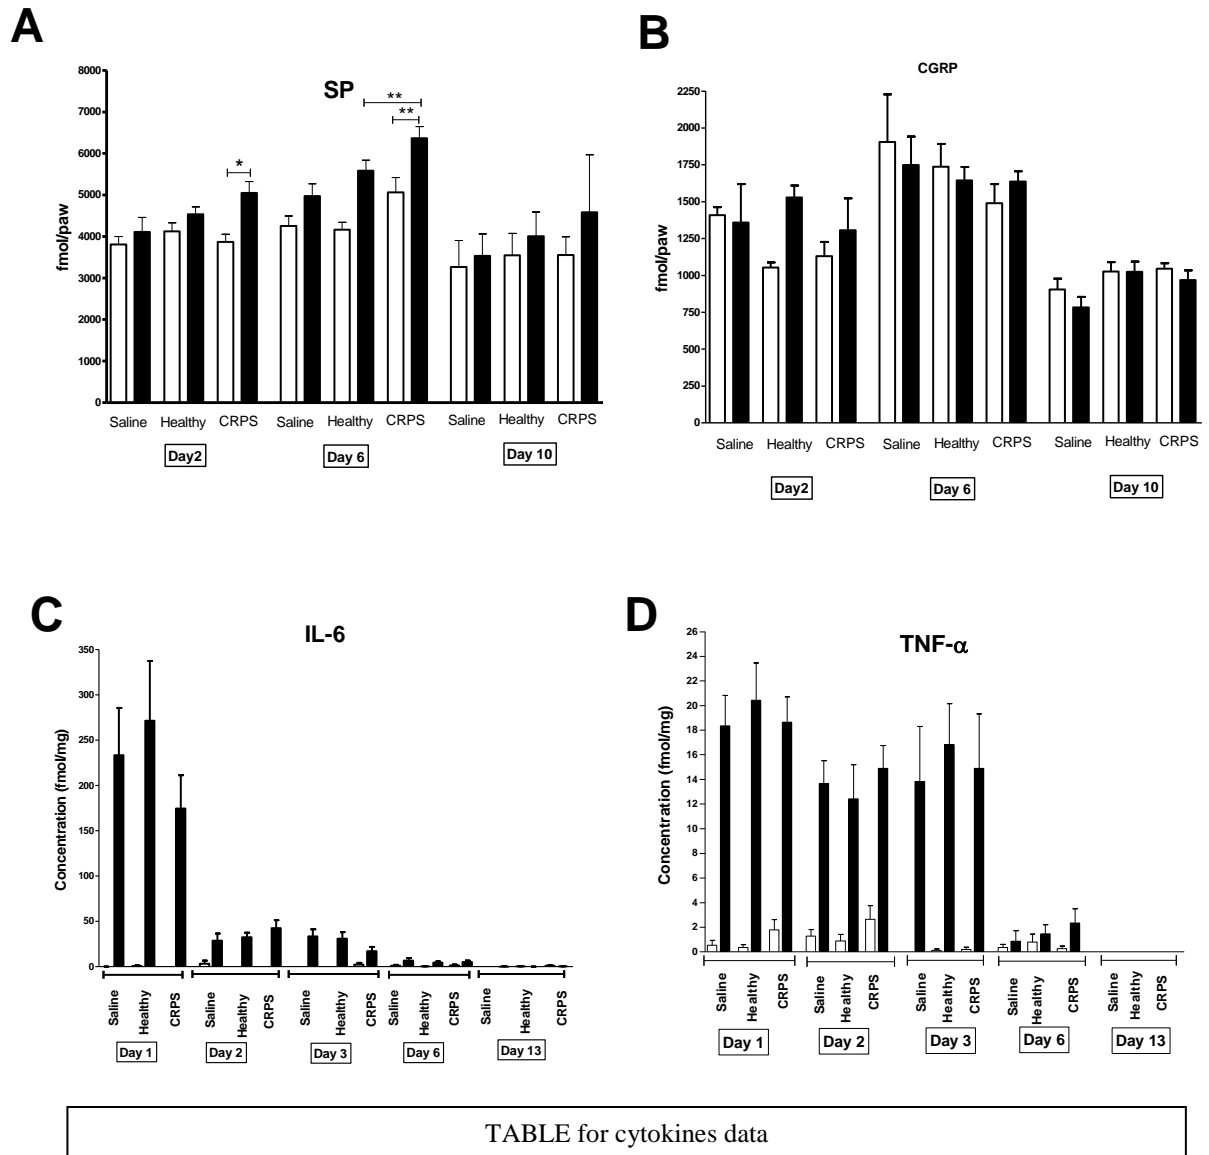 A
SP
8000
7000
6000
5000
4000
3000
2000
1000
0
fmol/paw
*
**
**
Saline Healthy CRPS Saline Healthy CRPS Saline Healthy CRPS
Day2 Day 6 Day 10
B
CGRP
2250
2000
1750
1500
1250
1000
750
500
250
0
fmol/paw
Saline Healthy CRPS Saline Healthy CRPS Saline Healthy CRPS
Day2 Day 6 Day 10
C
IL-6
350
300
250
200
150
100
50
0
Concentration (fmol/mg)
Saline Healthy CRPS Saline Healthy CRPS Saline Healthy CRPS Saline Healthy CRPS Saline Healthy CRPS
Day 1 Day 2 Day 3 Day 6 Day 13
D
TNF-α
26
24
22
20
18
16
14
12
10
8
6
4
2
0
Concentration (fmol/mg)
Saline Healthy CRPS Saline Healthy CRPS Saline Healthy CRPS Saline Healthy CRPS Saline Healthy CRPS
Day 1 Day 2 Day 3 Day 6 Day 13
TABLE for cytokines data